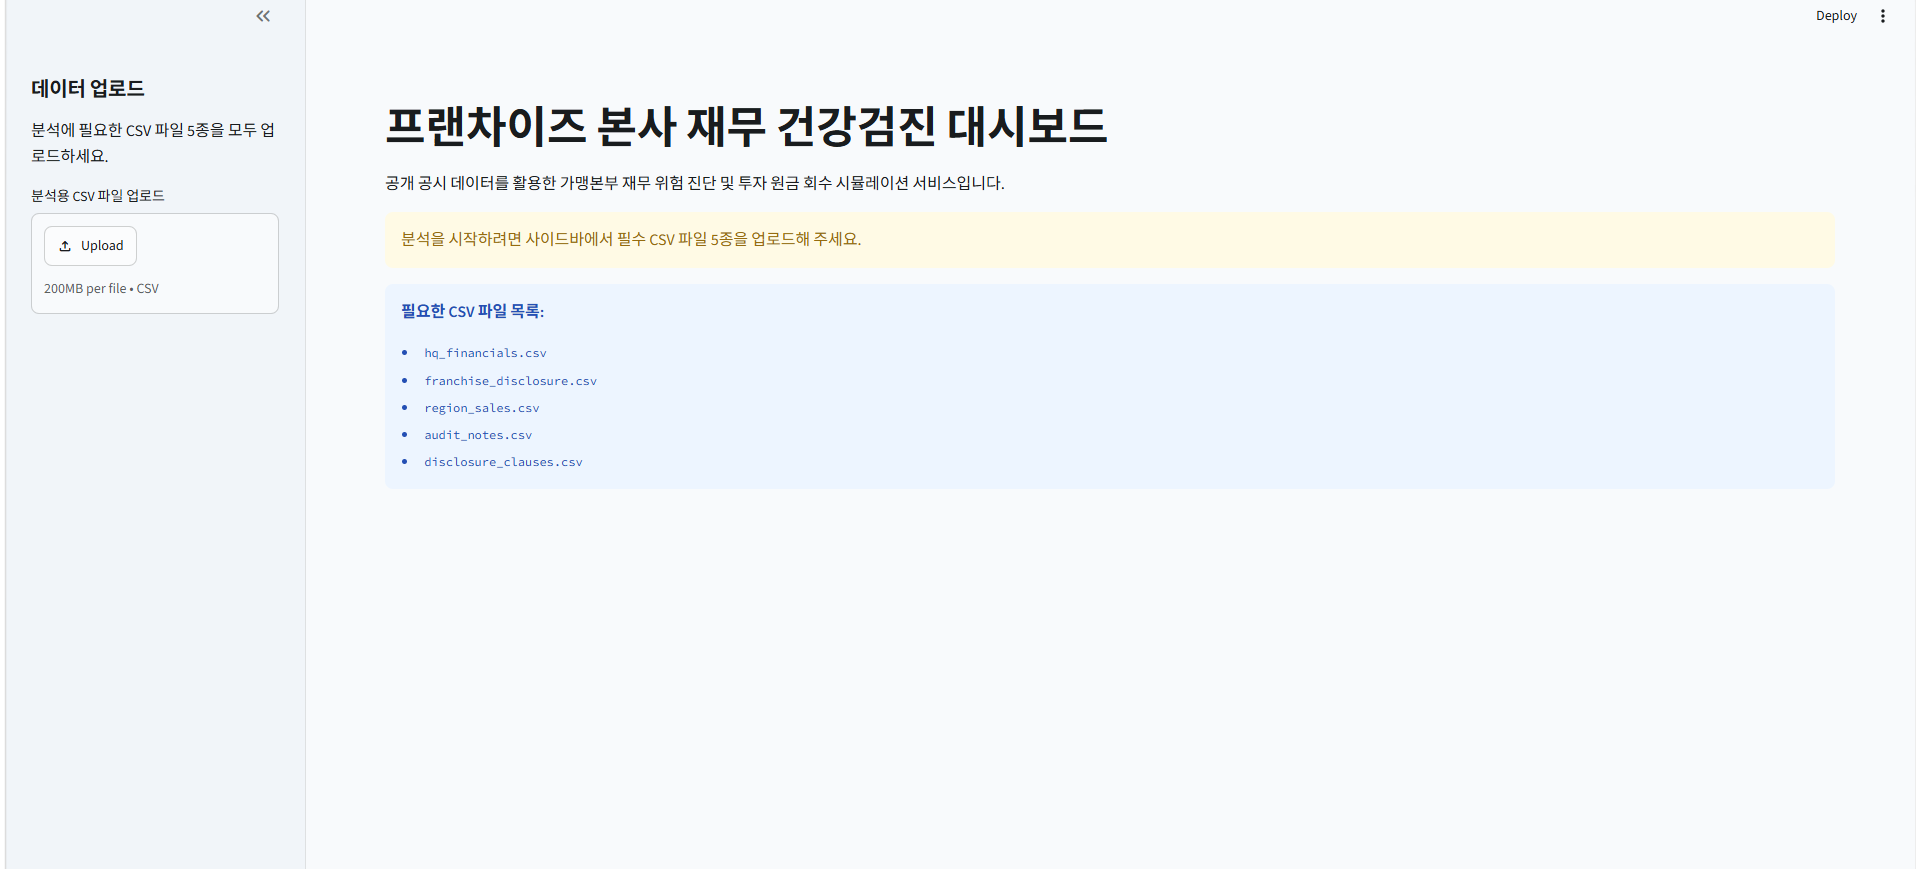 Deploy
데이터 업로드
분석에 필요한 CSV 파일 5종을 모두 업
로드하세요.
분석용 CSV 파일 업로드
Upload
200MB per file • CSV
프랜차이즈 본사 재무 건강검진 대시보드
공개 공시 데이터를 활용한 가맹본부 재무 위험 진단 및 투자 원금 회수 시뮬레이션 서비스입니다.
분석을 시작하려면 사이드바에서 필수 CSV 파일 5종을 업로드해 주세요.
필요한 CSV 파일 목록:
• hq_financials.csv
• franchise_disclosure.csv
• region_sales.csv
• audit_notes.csv
• disclosure_clauses.csv